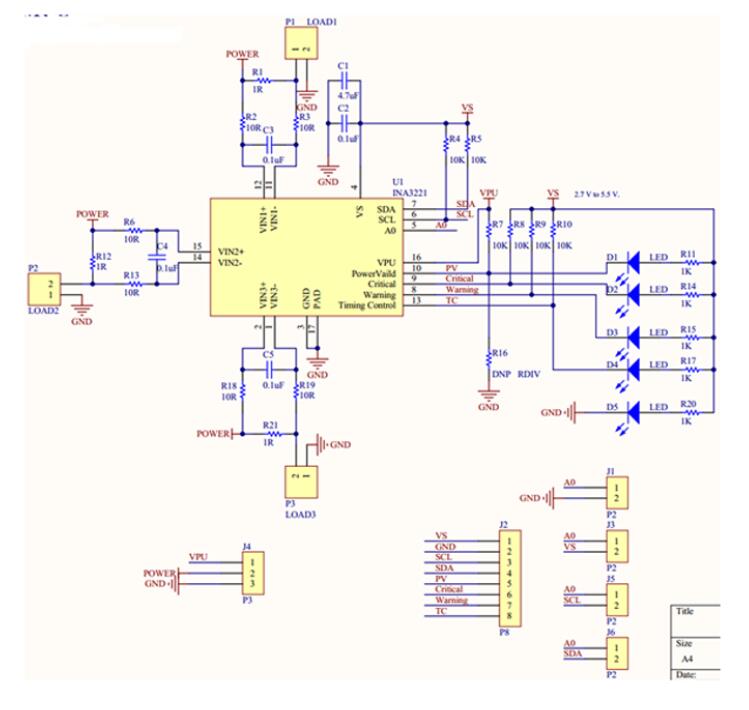 P1 LOAD1
1 2
POWER
R1
1R
GND
R2
10R
R3
10R
C3
0.1uF
C1
4.7uF
C2
0.1uF
GND
VS
R4
R5
10K 10K
U1
INA3221
12 11
4
VIN1+
VIN1-
VS
SDA 7 SDA
SCL 6 SCL
A0 5 A0
VPU
VS
2.7 V to 5.5 V.
R7 R8 R9 R10
10K 10K 10K 10K
POWER
R6
10R
R12
1R
C4
0.1uF
R13
10R
P2
2
1
LOAD2
GND
15 VIN2+
14 VIN2-
VPU 16
PowerVaild 10 PV
Critical 9 Critical
Warning 8 Warning
Timing Control 13 TC
VIN3+
VIN3-
GND
PAD
2 1 3 17
GND
D1 LED R11
1K
D2 LED R14
1K
D3 LED R15
1K
D4 LED R17
1K
GND D5 LED R20
1K
R16
DNP RDIV
GND
C5
0.1uF
R18
10R
R19
10R
POWER
R21
1R
GND
2 1
P3
LOAD3
J1
A0 1
GND 2
P2
J3
A0 1
VS 2
P2
J5
A0 1
SCL 2
P2
J6
A0 1
SDA 2
P2
J2
VS 1
GND 2
SCL 3
SDA 4
PV 5
Critical 6
Warning 7
TC 8
P8
J4
VPU 1
POWER 2
GND 3
P3
Title
Size
A4
Date: